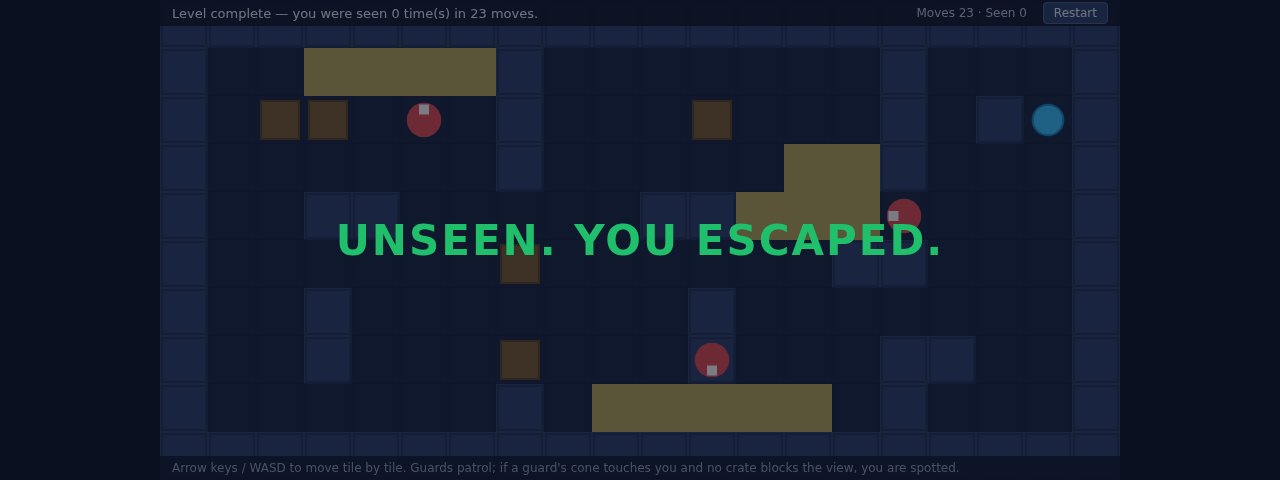 Level complete — you were seen 0 time(s) in 23 moves.
Moves 23 · Seen 0
Restart
UNSEEN. YOU ESCAPED.
Arrow keys / WASD to move tile by tile. Guards patrol; if a guard's cone touches you and no crate blocks the view, you are spotted.